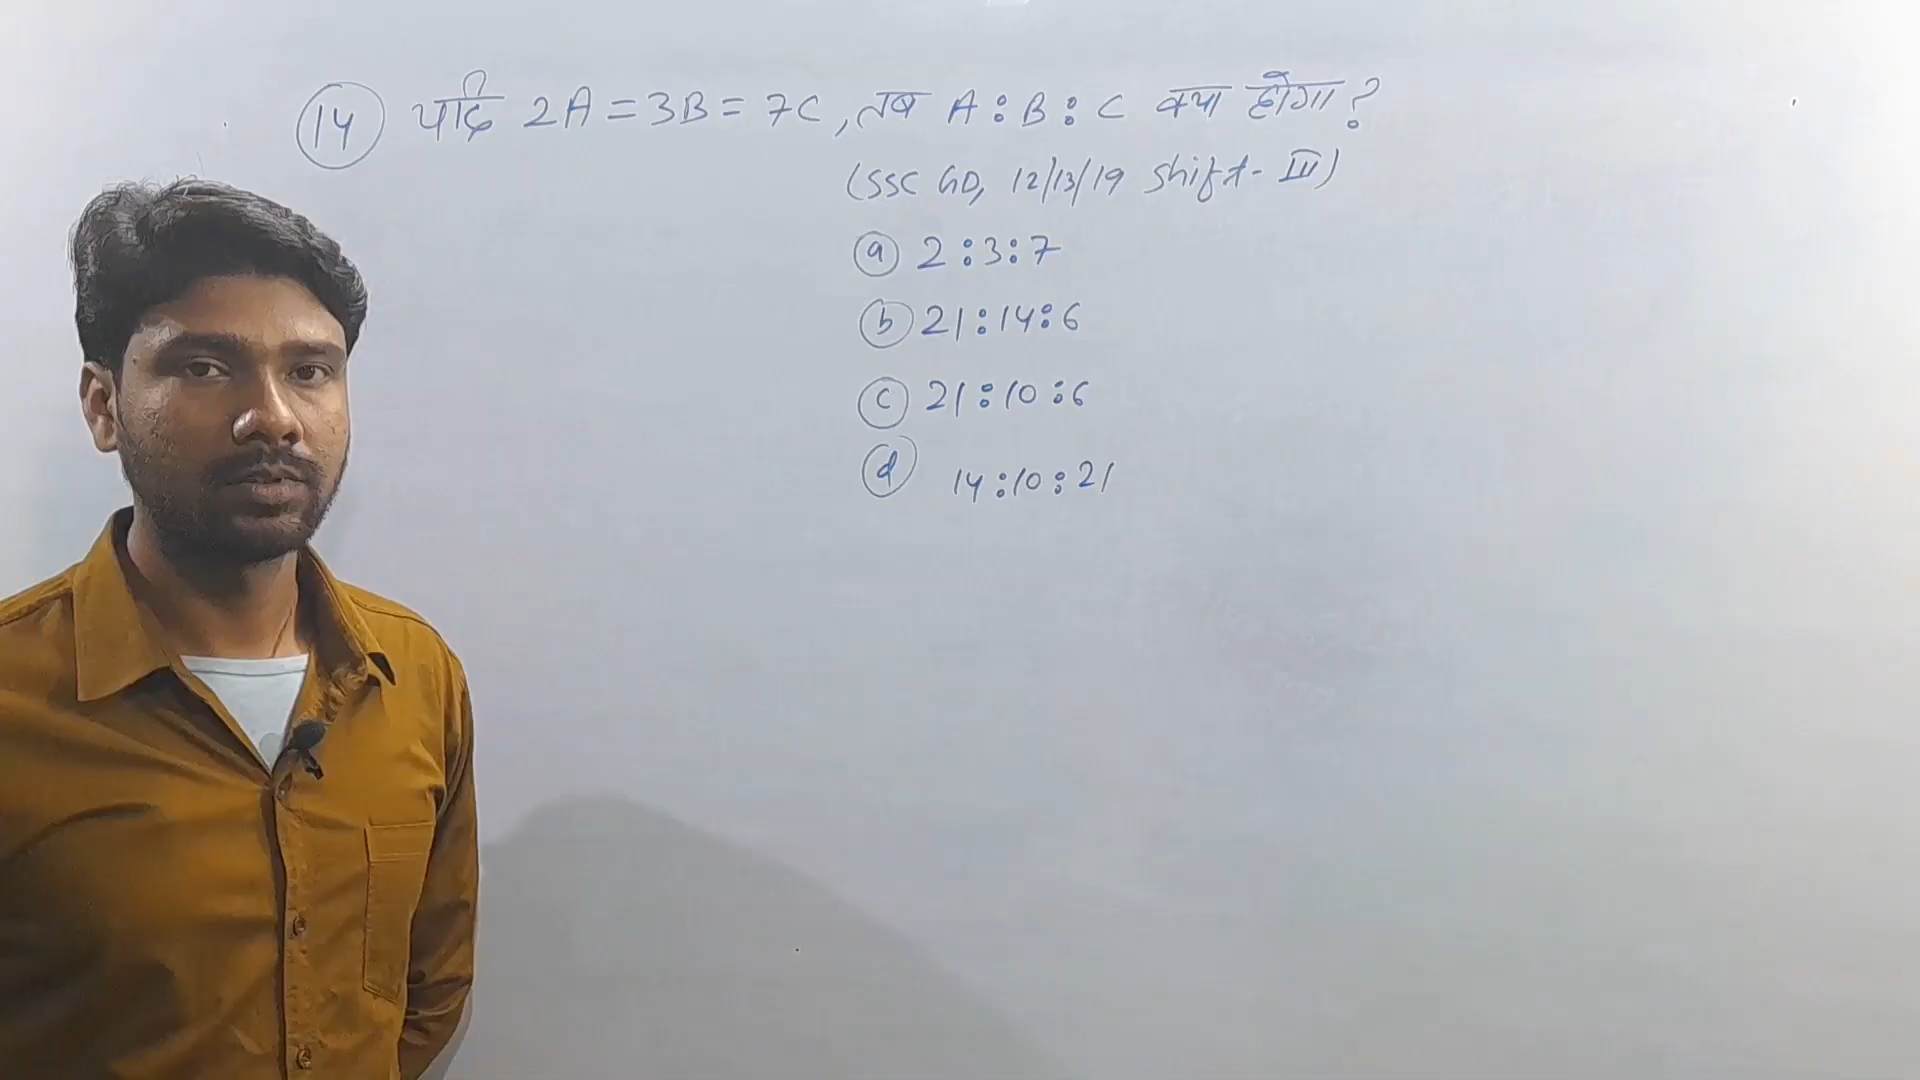 14 यदि 2A = 3B = 7C, तब A : B : C क्या होगा ?
(SSC GD, 12/13/19 Shift - III)
a 2 : 3 : 7
b 21 : 14 : 6
c 21 : 10 : 6
d 14 : 10 : 21